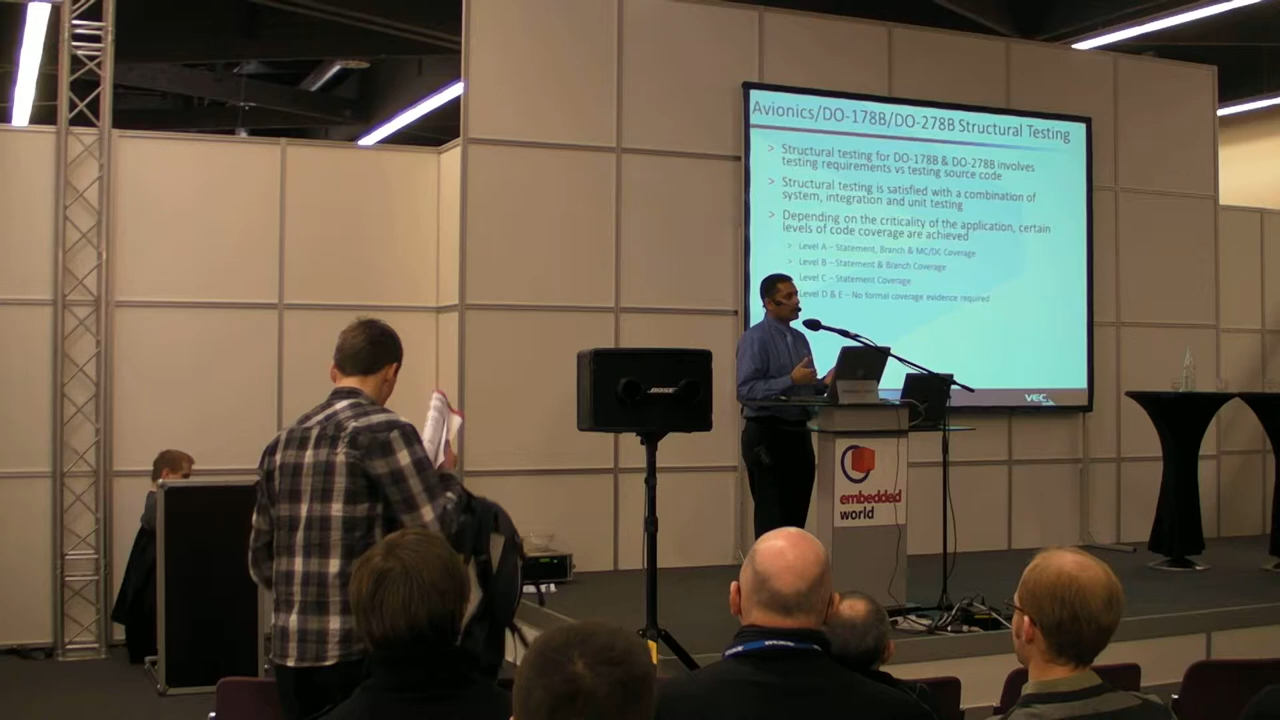 Avionics/DO-178B/DO-278B Structural Testing
> Structural testing for DO-178B & DO-278B involves
testing requirements vs testing source code
> Structural testing is satisfied with a combination of
system, integration and unit testing
> Depending on the criticality of the application, certain
levels of code coverage are achieved
> Level A – Statement, Branch & MC/DC Coverage
> Level B – Statement & Branch Coverage
Level C – Statement Coverage
Level D & E – No formal coverage evidence required
VEC
BOSE
embedded
world